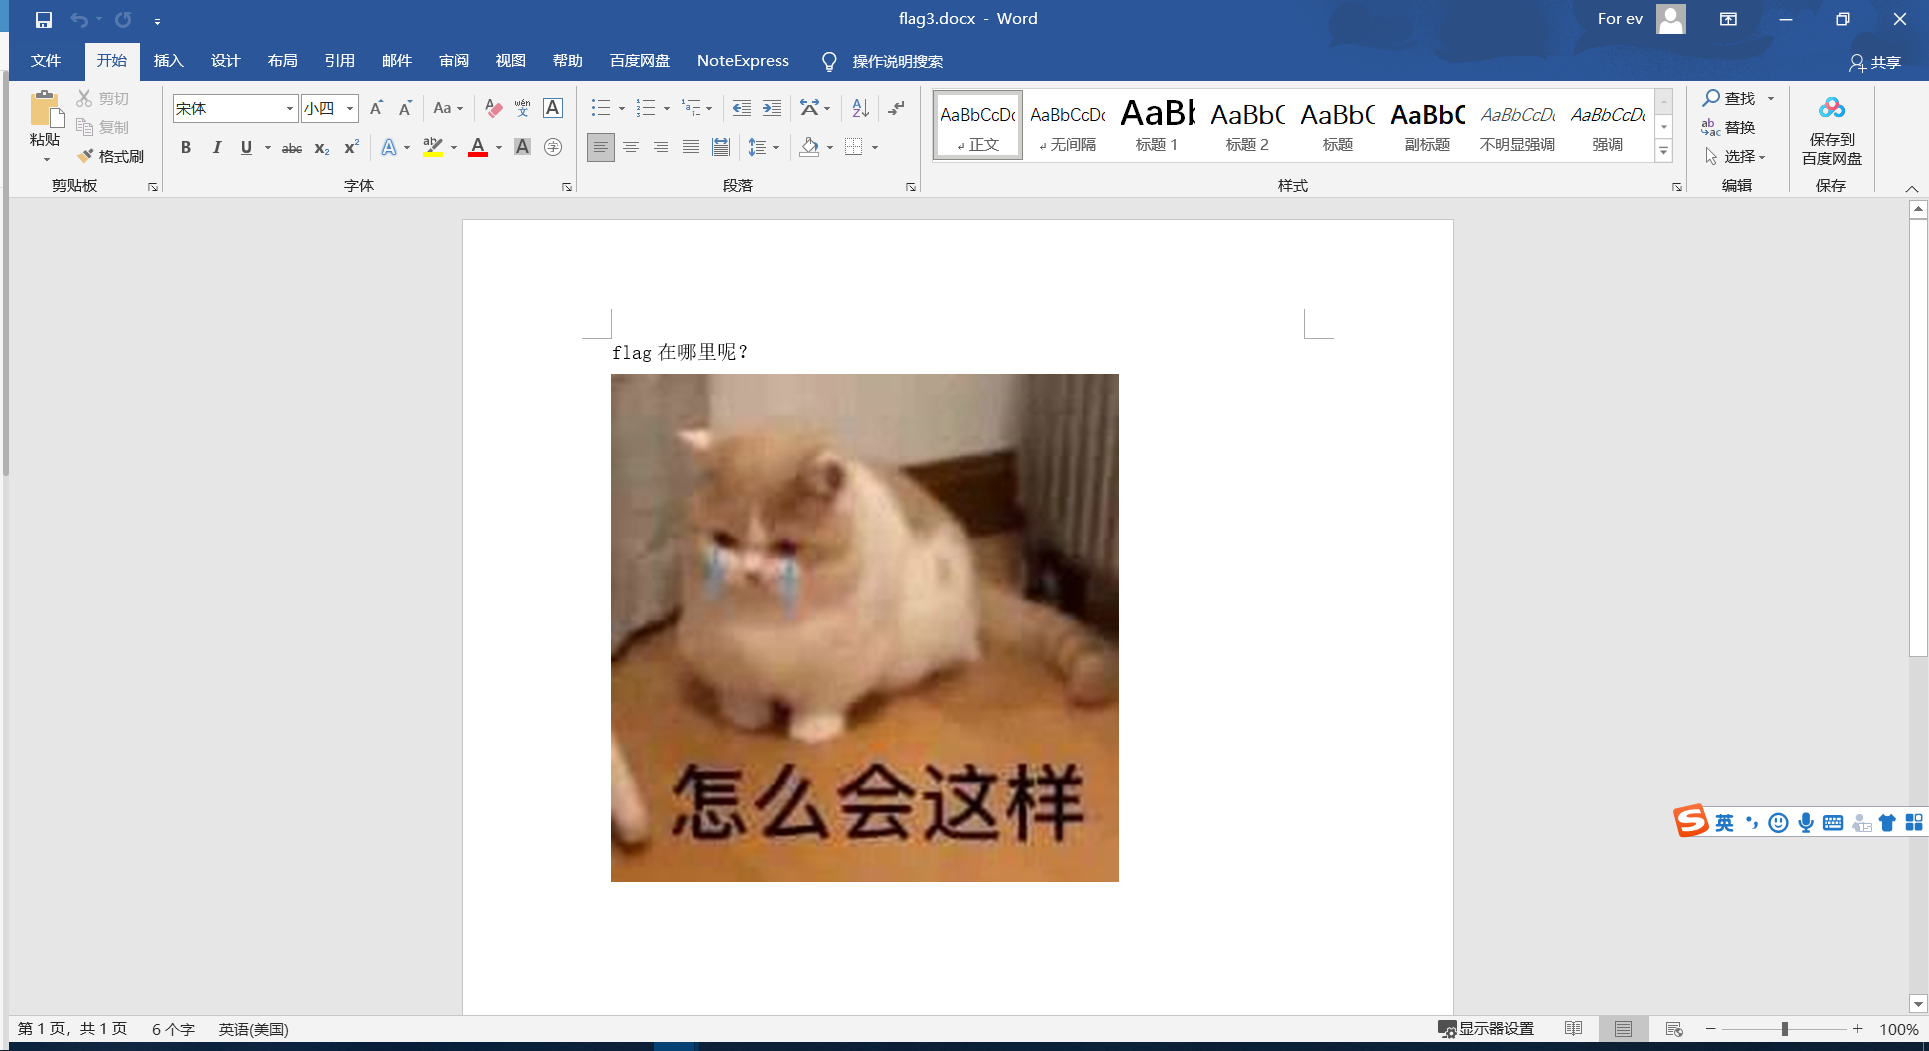 flag3.docx - Word
For ev
文件 开始 插入 设计 布局 引用 邮件 审阅 视图 帮助 百度网盘 NoteExpress 操作说明搜索 共享
粘贴 剪切 复制 格式刷 剪贴板
宋体 小四 字体
段落
AaBbCcDc AaBbCcDc AaBb AaBbC AaBbC AaBbC AaBbCcDc AaBbCcDc
正文 无间隔 标题 1 标题 2 标题 副标题 不明显强调 强调
样式
查找 替换 选择 编辑
保存到
百度网盘
保存
flag 在哪里呢？
怎么会这样
英
第 1 页，共 1 页 6 个字 英语(美国) 显示器设置 100%